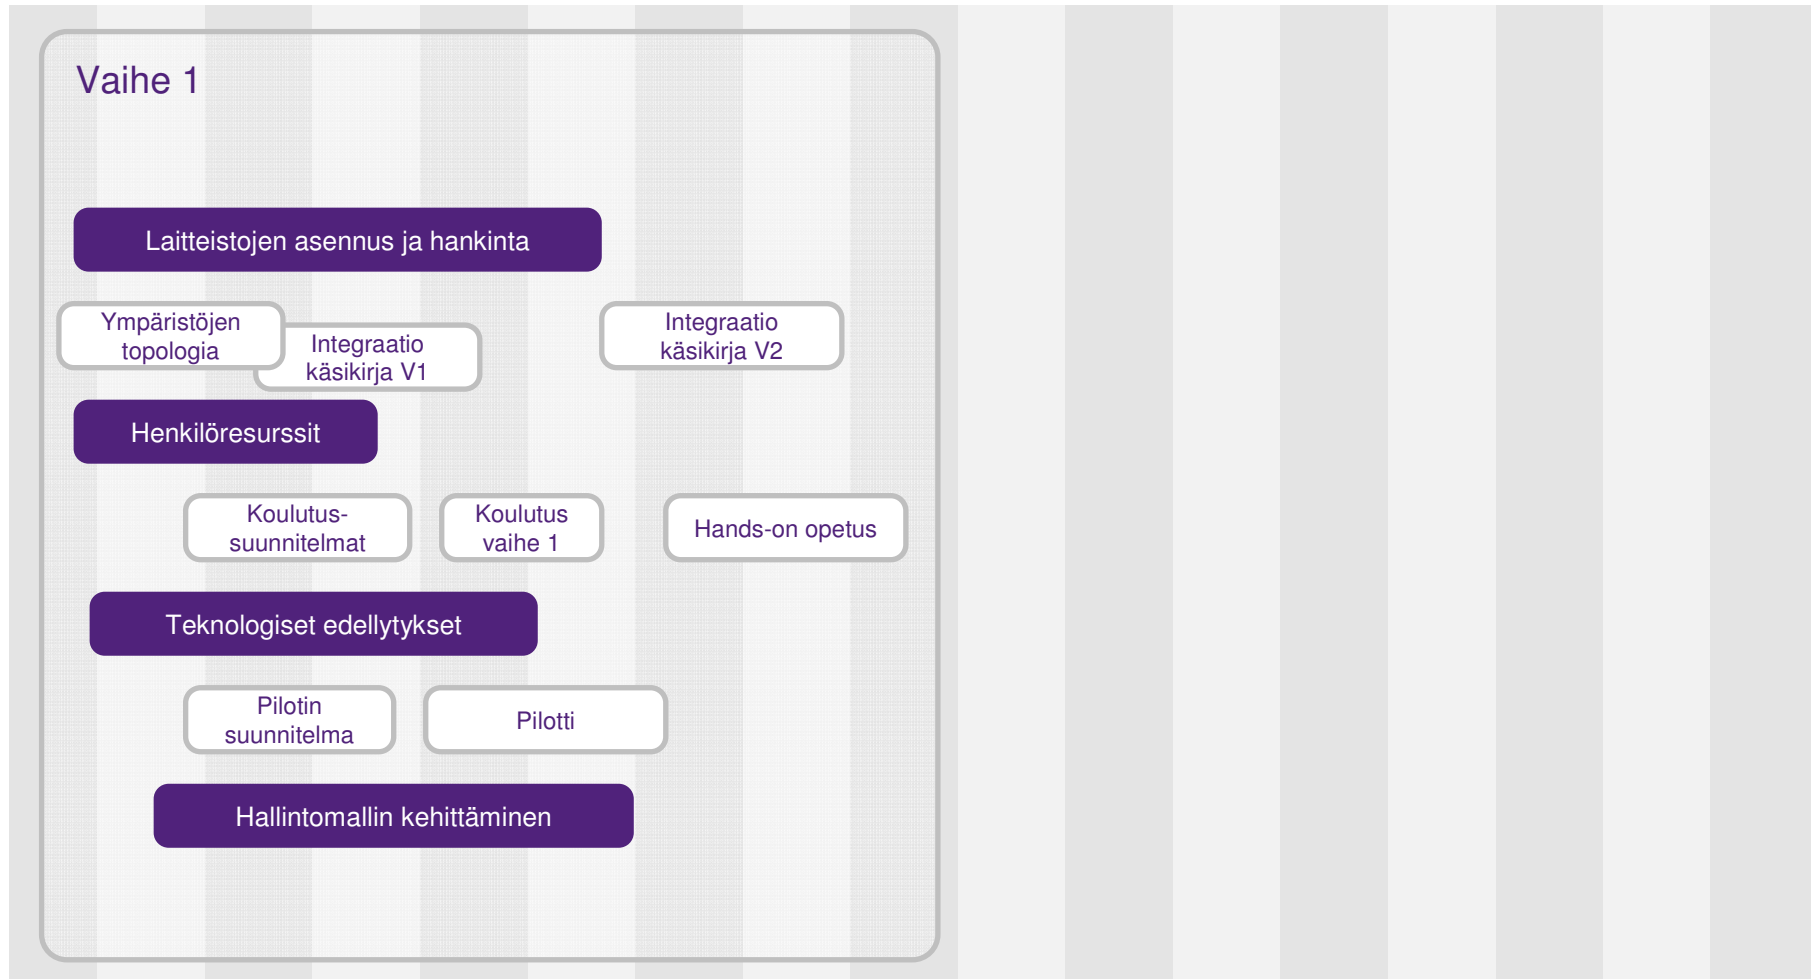 Vaihe 1
Laitteistojen asennus ja hankinta
Ympäristöjen
topologia
Integraatio
käsikirja V1
Integraatio
käsikirja V2
Henkilöresurssit
Koulutus-
suunnitelmat
Koulutus
vaihe 1
Hands-on opetus
Teknologiset edellytykset
Pilotin
suunnitelma
Pilotti
Hallintomallin kehittäminen